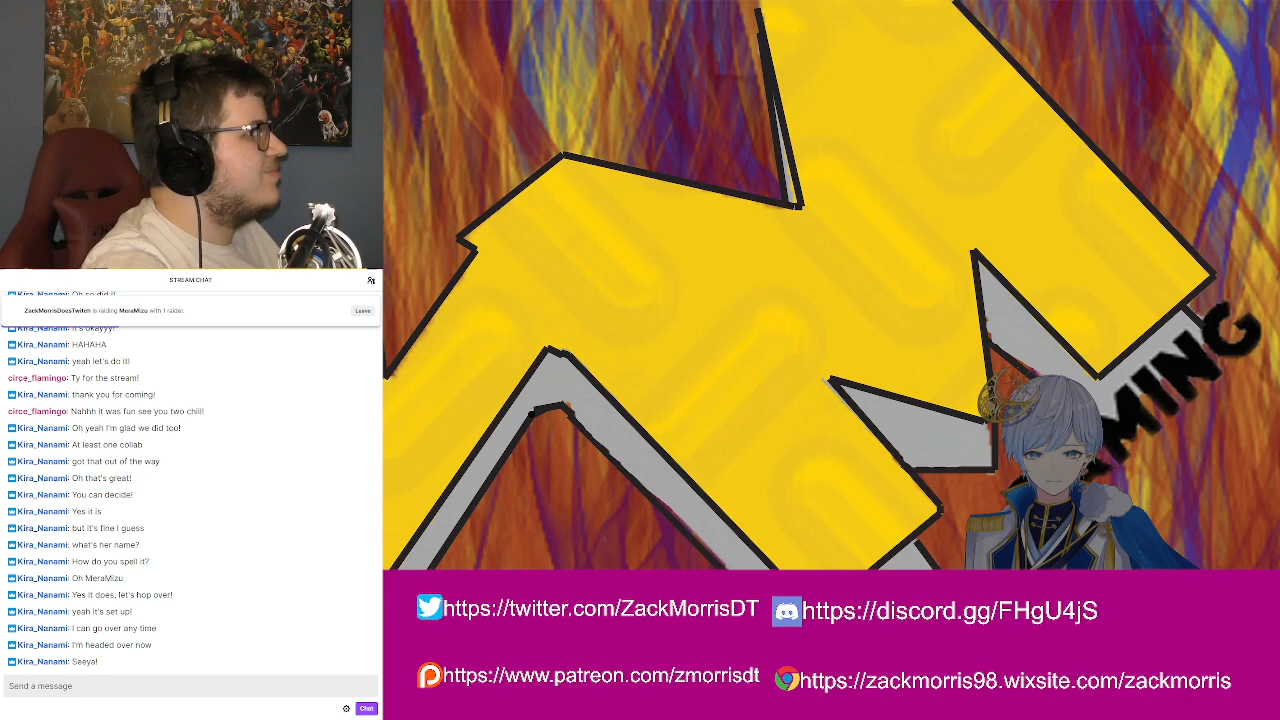 STREAM CHAT
ZackMorrisDoesTwitch is raiding MeraMizu with 1 raider.
Leave
Kira_Nanami: it's okayyy!
Kira_Nanami: HAHAHA
Kira_Nanami: yeah let's do it!
circe_flamingo: Ty for the stream!
Kira_Nanami: thank you for coming!
circe_flamingo: Nahhh it was fun see you two chill!
Kira_Nanami: Oh yeah I'm glad we did too!
Kira_Nanami: At least one collab
Kira_Nanami: got that out of the way
Kira_Nanami: Oh that's great!
Kira_Nanami: You can decide!
Kira_Nanami: Yes it is
Kira_Nanami: but it's fine I guess
Kira_Nanami: what's her name?
Kira_Nanami: How do you spell it?
Kira_Nanami: Oh MeraMizu
Kira_Nanami: Yes it does, let's hop over!
Kira_Nanami: yeah it's set up!
Kira_Nanami: I can go over any time
Kira_Nanami: I'm headed over now
Kira_Nanami: Seeya!
Send a message
Chat
MING
https://twitter.com/ZackMorrisDT
https://discord.gg/FHgU4jS
https://www.patreon.com/zmorrisdt
https://zackmorris98.wixsite.com/zackmorris